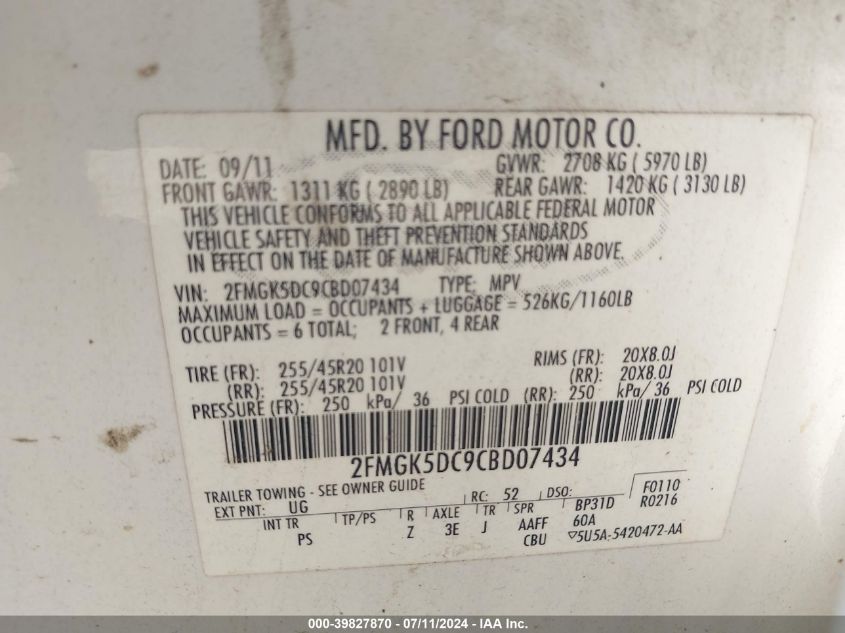 MFD. BY FORD MOTOR CO.
DATE: 09/11 GVWR: 2708 KG ( 5970 LB)
FRONT GAWR: 1311 KG ( 2890 LB) REAR GAWR: 1420 KG ( 3130 LB)
THIS VEHICLE CONFORMS TO ALL APPLICABLE FEDERAL MOTOR
VEHICLE SAFETY AND THEFT PREVENTION STANDARDS
IN EFFECT ON THE DATE OF MANUFACTURE SHOWN ABOVE.
VIN: 2FMGK5DC9CBD07434 TYPE: MPV
MAXIMUM LOAD = OCCUPANTS + LUGGAGE = 526KG/1160LB
OCCUPANTS = 6 TOTAL; 2 FRONT, 4 REAR
TIRE (FR): 255/45R20 101V RIMS (FR): 20X8.0J
(RR): 255/45R20 101V (RR): 20X8.0J
PRESSURE (FR): 250 kPa/ 36 PSI COLD (RR): 250 kPa/ 36 PSI COLD
2FMGK5DC9CBD07434
TRAILER TOWING - SEE OWNER GUIDE
EXT PNT: UG RC: 52 DSO: F0110
INT TR TP/PS R AXLE TR SPR BP31D R0216
PS Z 3E J AAFF 60A
CBU 5U5A-5420472-AA
000-39827870 - 07/11/2024 - IAA Inc.